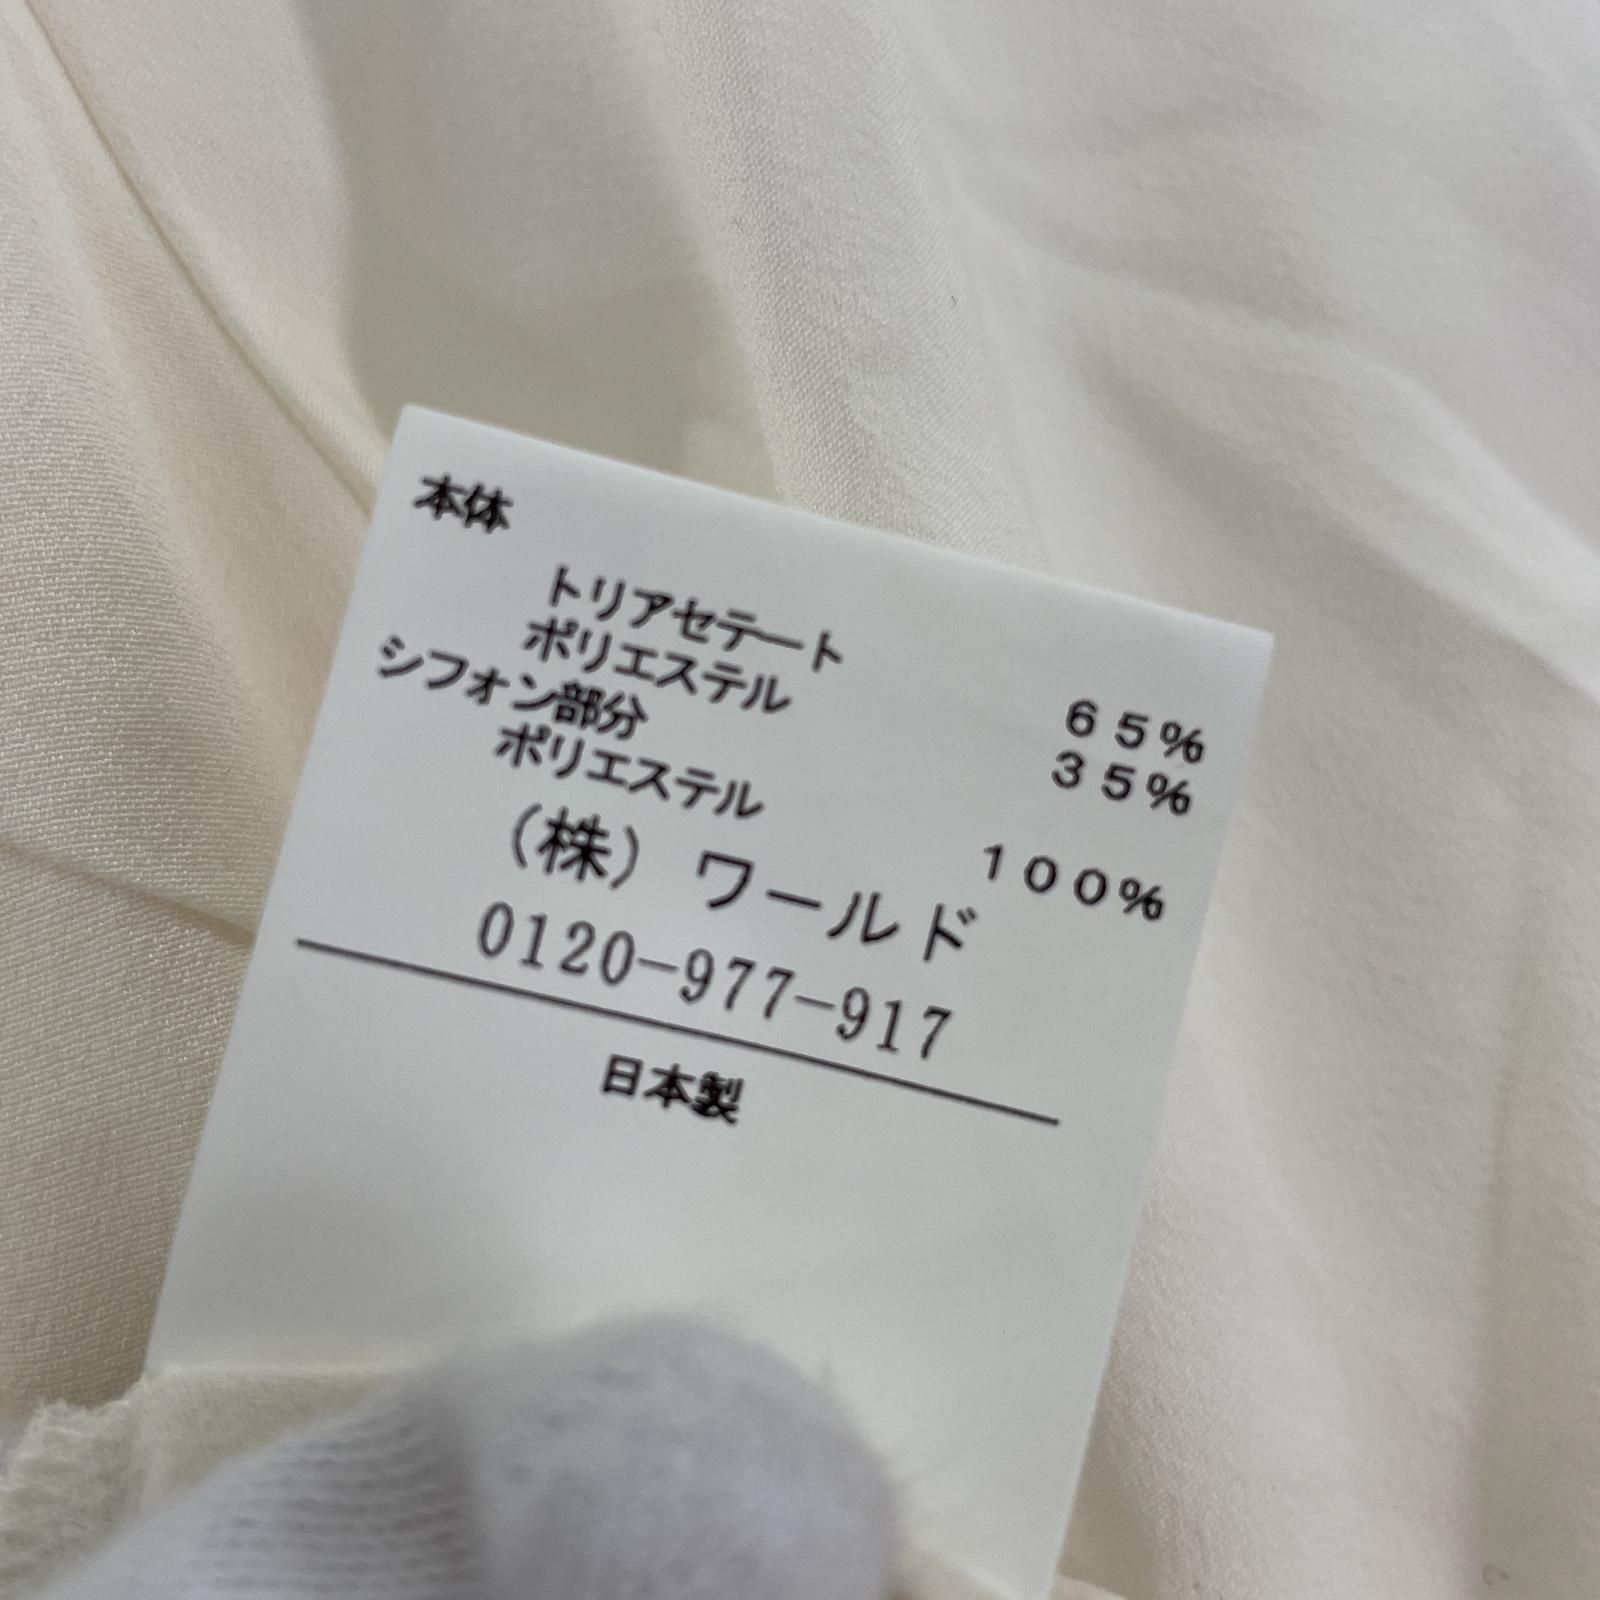 本体
トリアセテート 65%
ポリエステル 35%
シフォン部分
ポリエステル 100%
(株)ワールド
0120-977-917
日本製